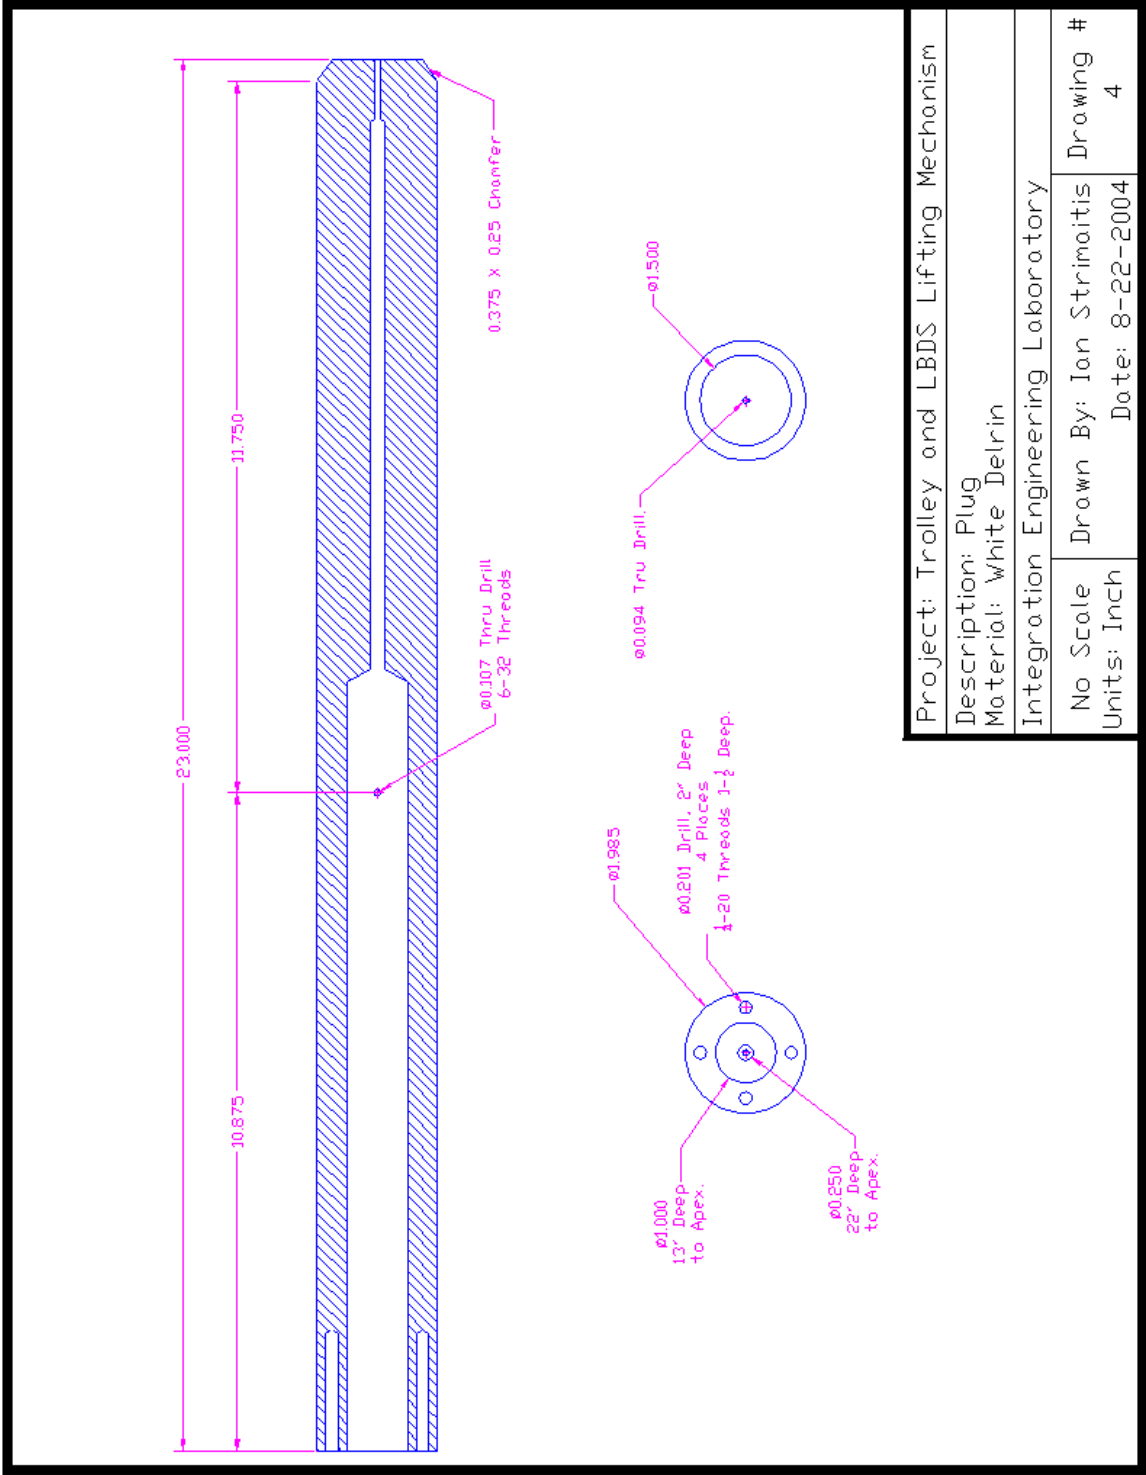 23.000
10.875
11.750
0.375 x 0.25 Chamfer
ø0.107 Thru Drill
6-32 Threads
ø1.000
13" Deep
to Apex.
ø0.250
22" Deep
to Apex.
ø1.985
ø0.201 Drill, 2" Deep
4 Places
1/4-20 Threads 1-1/2 Deep.
ø0.094 Tru Drill.
ø1.500
Project: Trolley and LBDS Lifting Mechanism
Description: Plug
Material: White Delrin
Integration Engineering Laboratory
No Scale
Units: Inch
Drawn By: Ian Strimaitis
Date: 8-22-2004
Drawing #
4